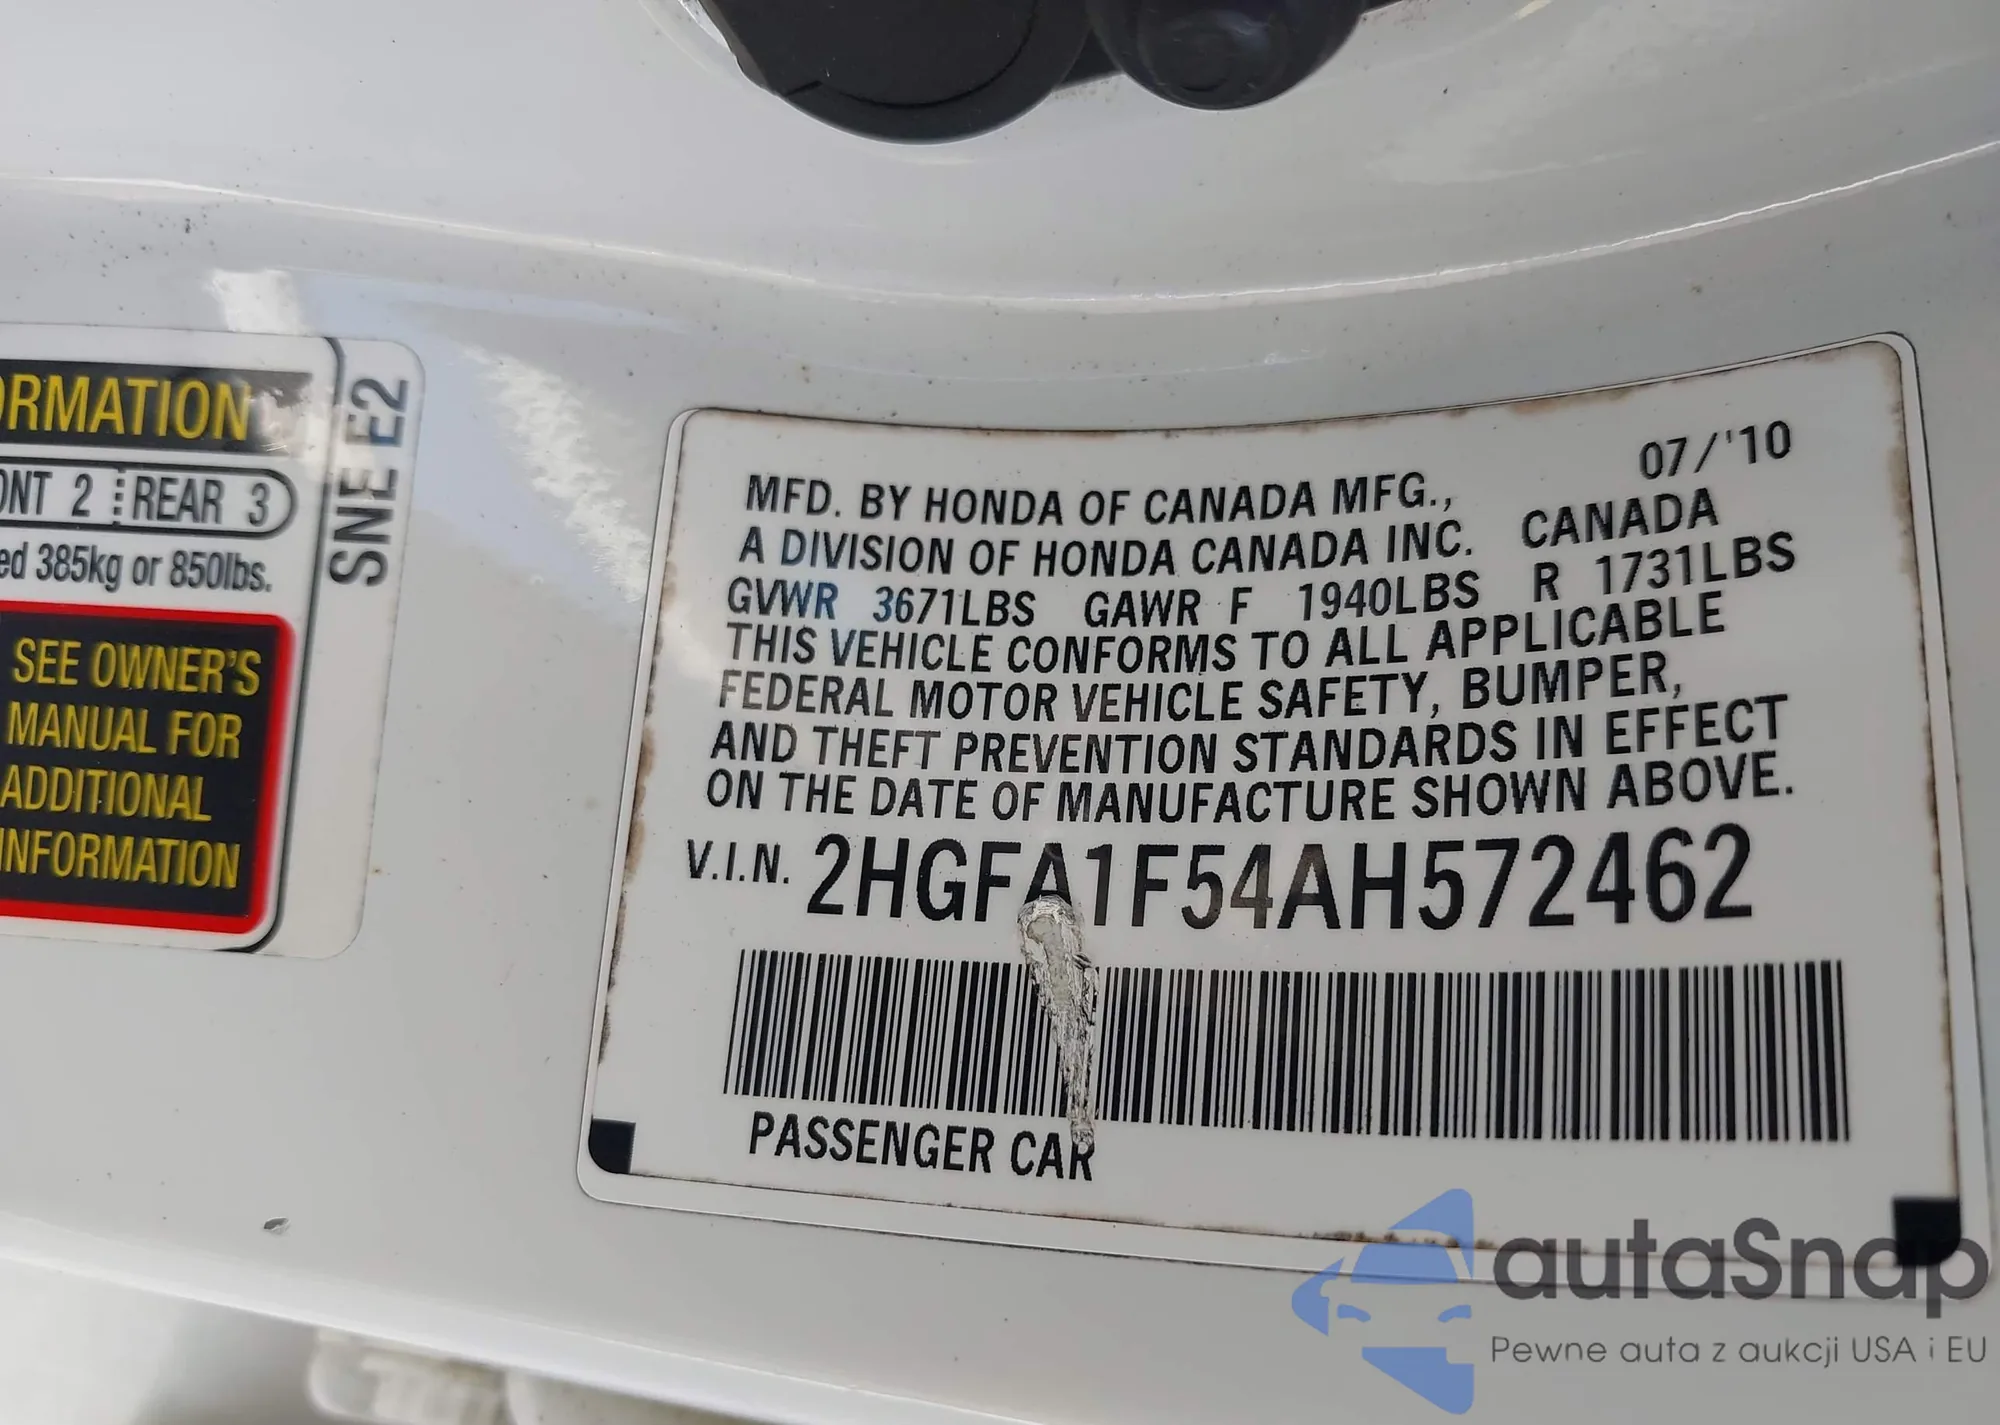 ORMATION
ONT 2 REAR 3
ed 385kg or 850lbs.
SEE OWNER'S
MANUAL FOR
ADDITIONAL
INFORMATION
SNE E2
07/'10
MFD. BY HONDA OF CANADA MFG.,
A DIVISION OF HONDA CANADA INC. CANADA
GVWR 3671LBS GAWR F 1940LBS R 1731LBS
THIS VEHICLE CONFORMS TO ALL APPLICABLE
FEDERAL MOTOR VEHICLE SAFETY, BUMPER,
AND THEFT PREVENTION STANDARDS IN EFFECT
ON THE DATE OF MANUFACTURE SHOWN ABOVE.
V.I.N. 2HGFA1F54AH572462
PASSENGER CAR
autaSnap
Pewne auta z aukcji USA i EU